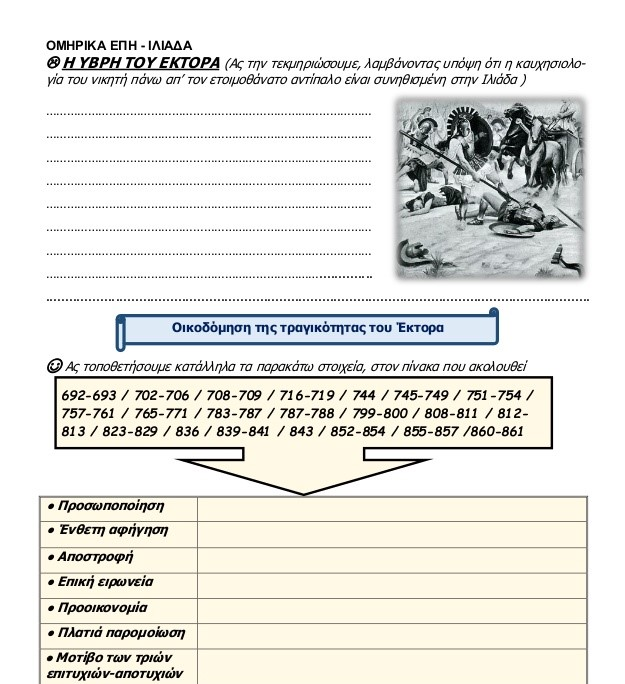 ΟΜΗΡΙΚΑ ΕΠΗ - ΙΛΙΑΔΑ
☹ Η ΥΒΡΗ ΤΟΥ ΕΚΤΟΡΑ (Ας την τεκμηριώσουμε, λαμβάνοντας υπόψη ότι η καυχησιολο-
γία του νικητή πάνω απ’ τον ετοιμοθάνατο αντίπαλο είναι συνηθισμένη στην Ιλιάδα )
Οικοδόμηση της τραγικότητας του Έκτορα
☺ Ας τοποθετήσουμε κατάλληλα τα παρακάτω στοιχεία, στον πίνακα που ακολουθεί
692-693 / 702-706 / 708-709 / 716-719 / 744 / 745-749 / 751-754 /
757-761 / 765-771 / 783-787 / 787-788 / 799-800 / 808-811 / 812-
813 / 823-829 / 836 / 839-841 / 843 / 852-854 / 855-857 /860-861
• Προσωποποίηση
• Ένθετη αφήγηση
• Αποστροφή
• Επική ειρωνεία
• Προοικονομία
• Πλατιά παρομοίωση
• Μοτίβο των τριών
επιτυχιών-αποτυχιών